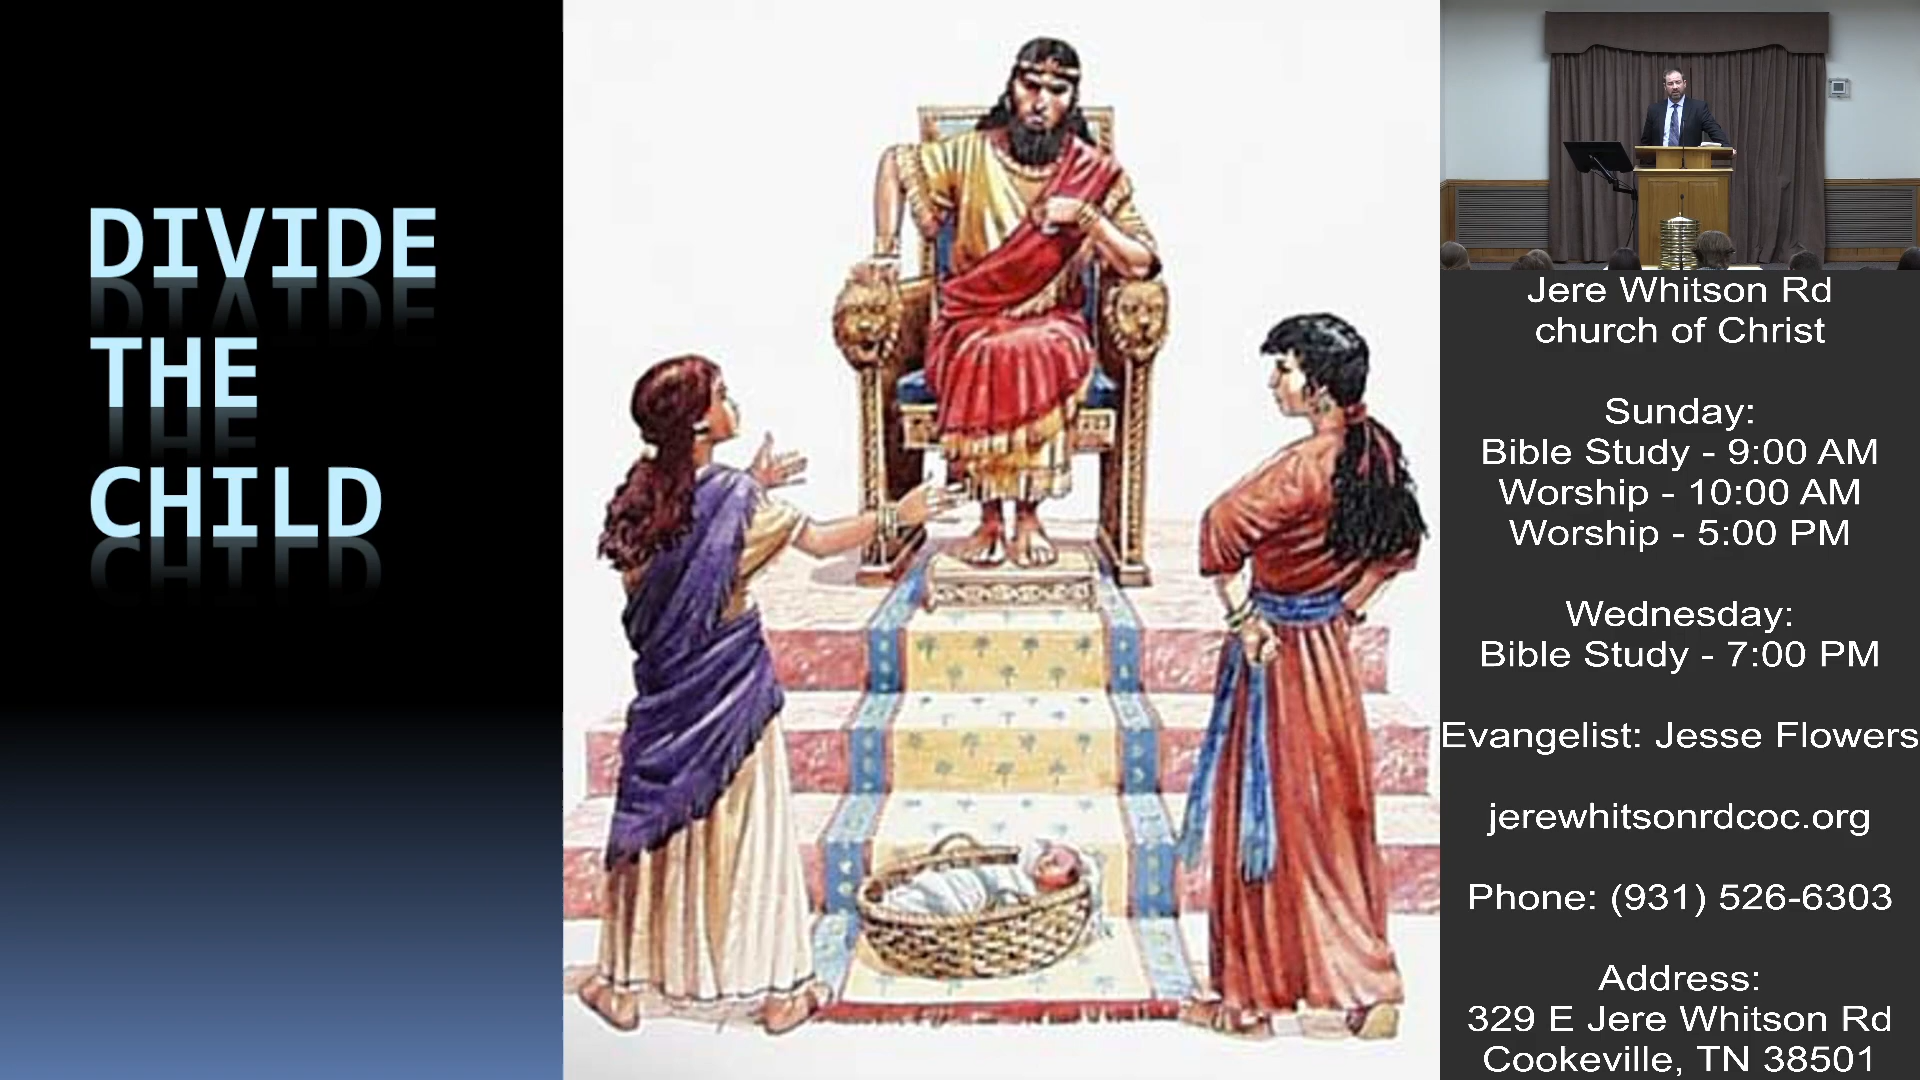 DIVIDE
THE
CHILD
Jere Whitson Rd
church of Christ
Sunday:
Bible Study - 9:00 AM
Worship - 10:00 AM
Worship - 5:00 PM
Wednesday:
Bible Study - 7:00 PM
Evangelist: Jesse Flowers
jerewhitsonrdcoc.org
Phone: (931) 526-6303
Address:
329 E Jere Whitson Rd
Cookeville, TN 38501